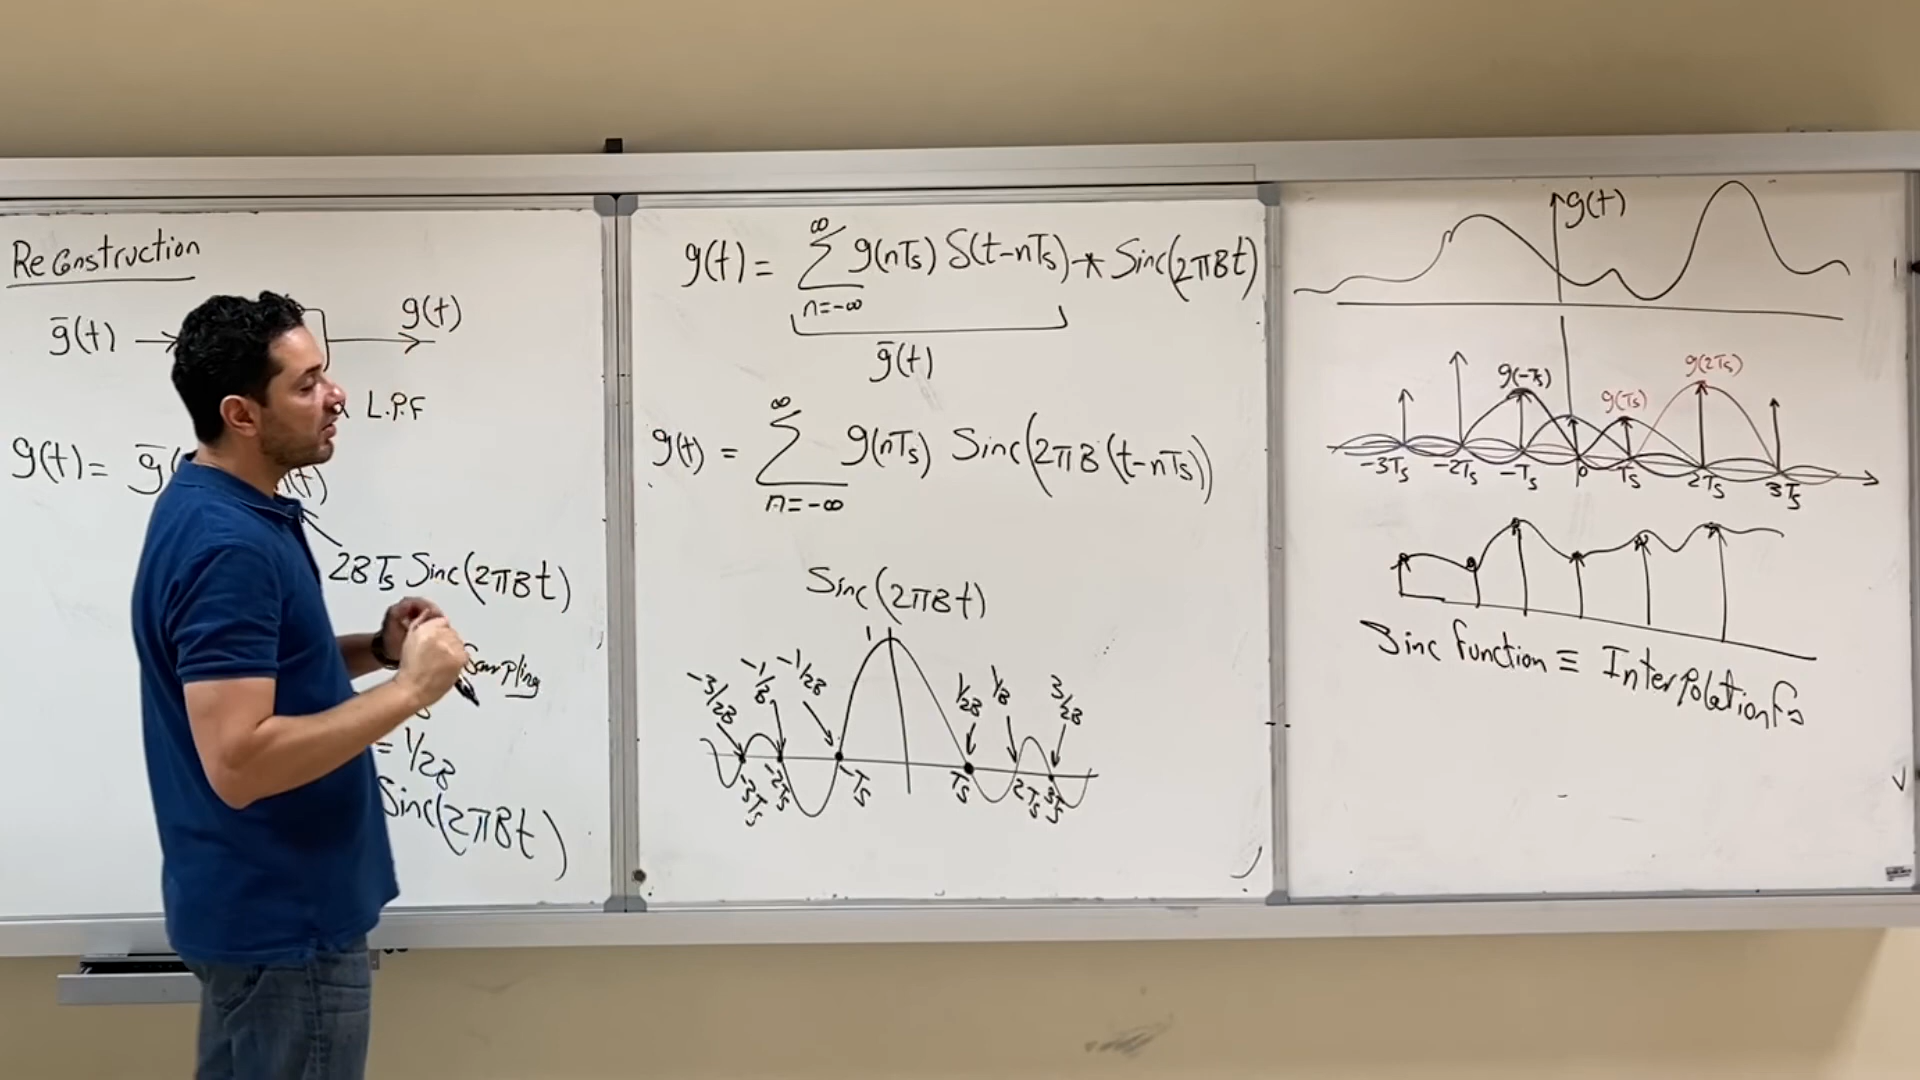 Reconstruction
ḡ(t)
g(t)
L.P.F
g(t) = ḡ(
(t)
2BTs Sinc(2πBt)
Sampling
= 1/2B
Sinc(2πBt)
∞
g(t) = Σ g(nTs) δ(t-nTs) * Sinc(2πBt)
n=-∞
ḡ(t)
∞
g(t) = Σ g(nTs) Sinc(2πB(t-nTs))
n=-∞
Sinc(2πBt)
1
-3/2B -1/B -1/2B 1/2B 1/B 3/2B
-3Ts -2Ts -Ts Ts 2Ts 3Ts
g(t)
g(-Ts) g(Ts) g(2Ts)
-3Ts -2Ts -Ts 0 Ts 2Ts 3Ts
Sinc function ≡ Interpolation Fn